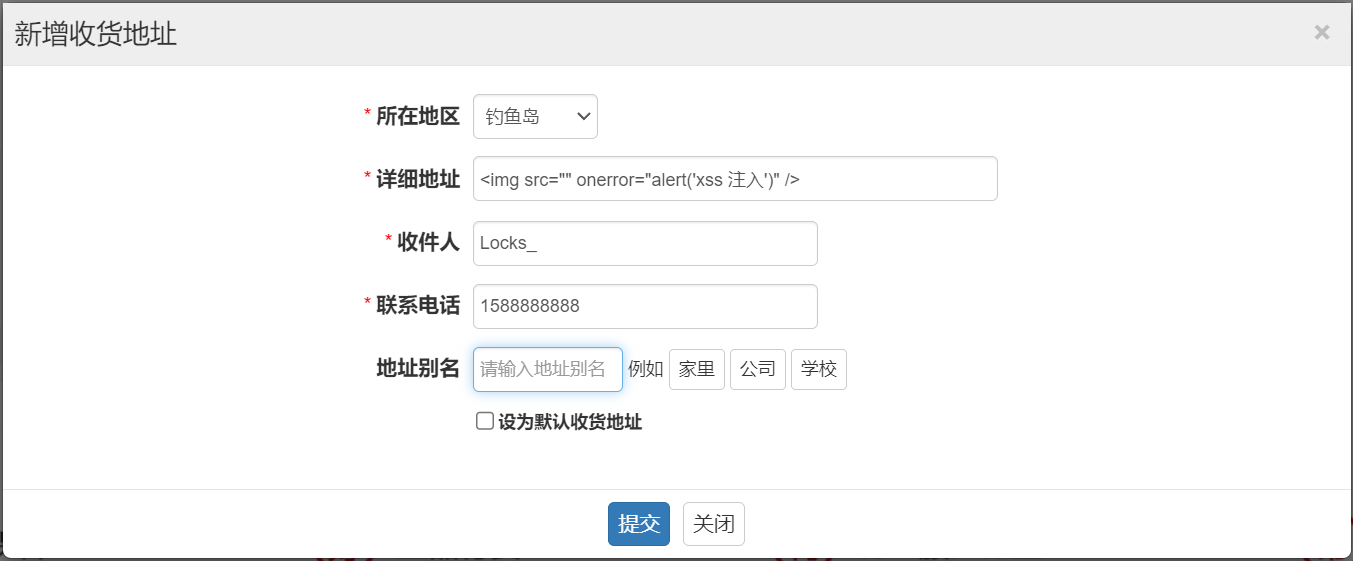 新增收货地址 ×
* 所在地区 钓鱼岛
* 详细地址 <img src="" onerror="alert('xss 注入')" />
* 收件人 Locks_
* 联系电话 1588888888
地址别名 请输入地址别名 例如 家里 公司 学校
设为默认收货地址
提交 关闭